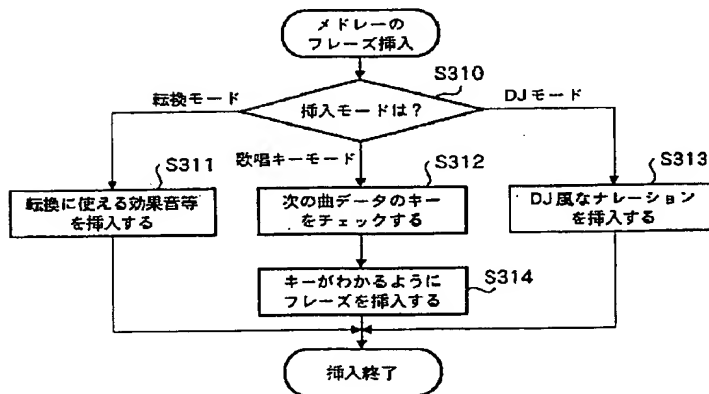 メドレーの
フレーズ挿入
S310
転換モード
挿入モードは？
DJモード
歌唱キーモード
S311
S312
S313
転換に使える効果音等
を挿入する
次の曲データのキー
をチェックする
DJ風なナレーション
を挿入する
S314
キーがわかるように
フレーズを挿入する
挿入終了